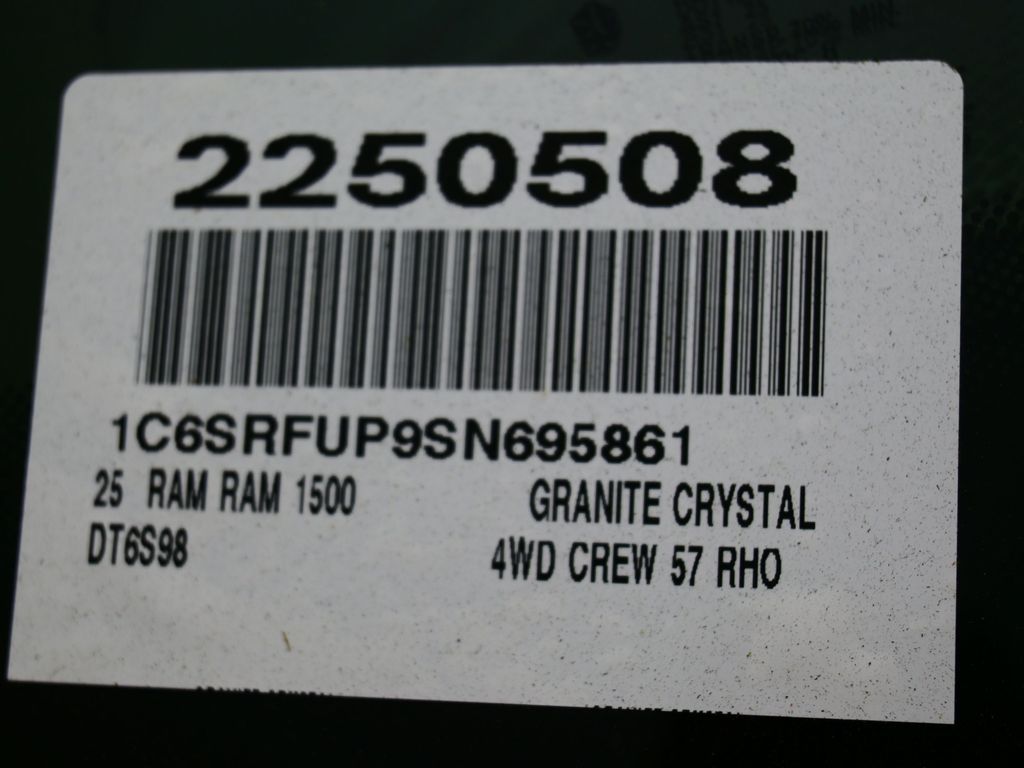 2250508
1C6SRFUP9SN695861
25 RAM RAM 1500 GRANITE CRYSTAL
DT6S98 4WD CREW 57 RHO